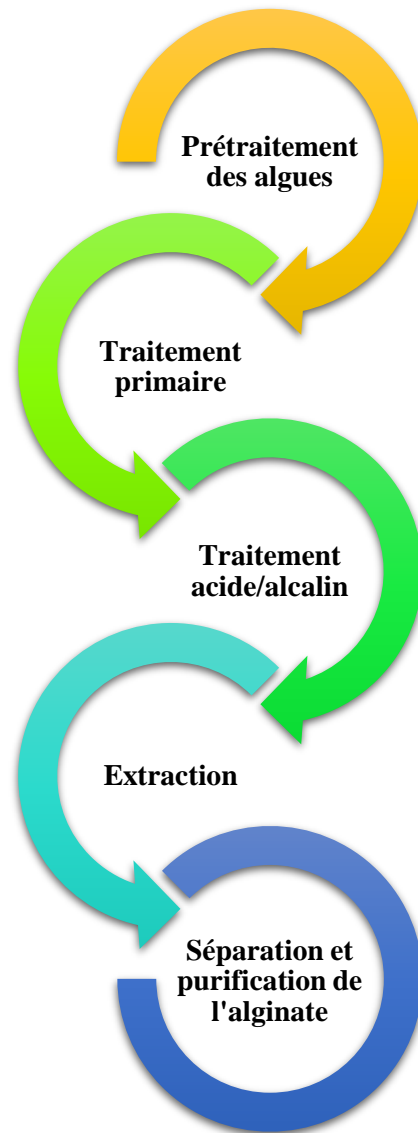 Prétraitement
des algues
Traitement
primaire
Traitement
acide/alcalin
Extraction
Séparation et
purification de
l'alginate